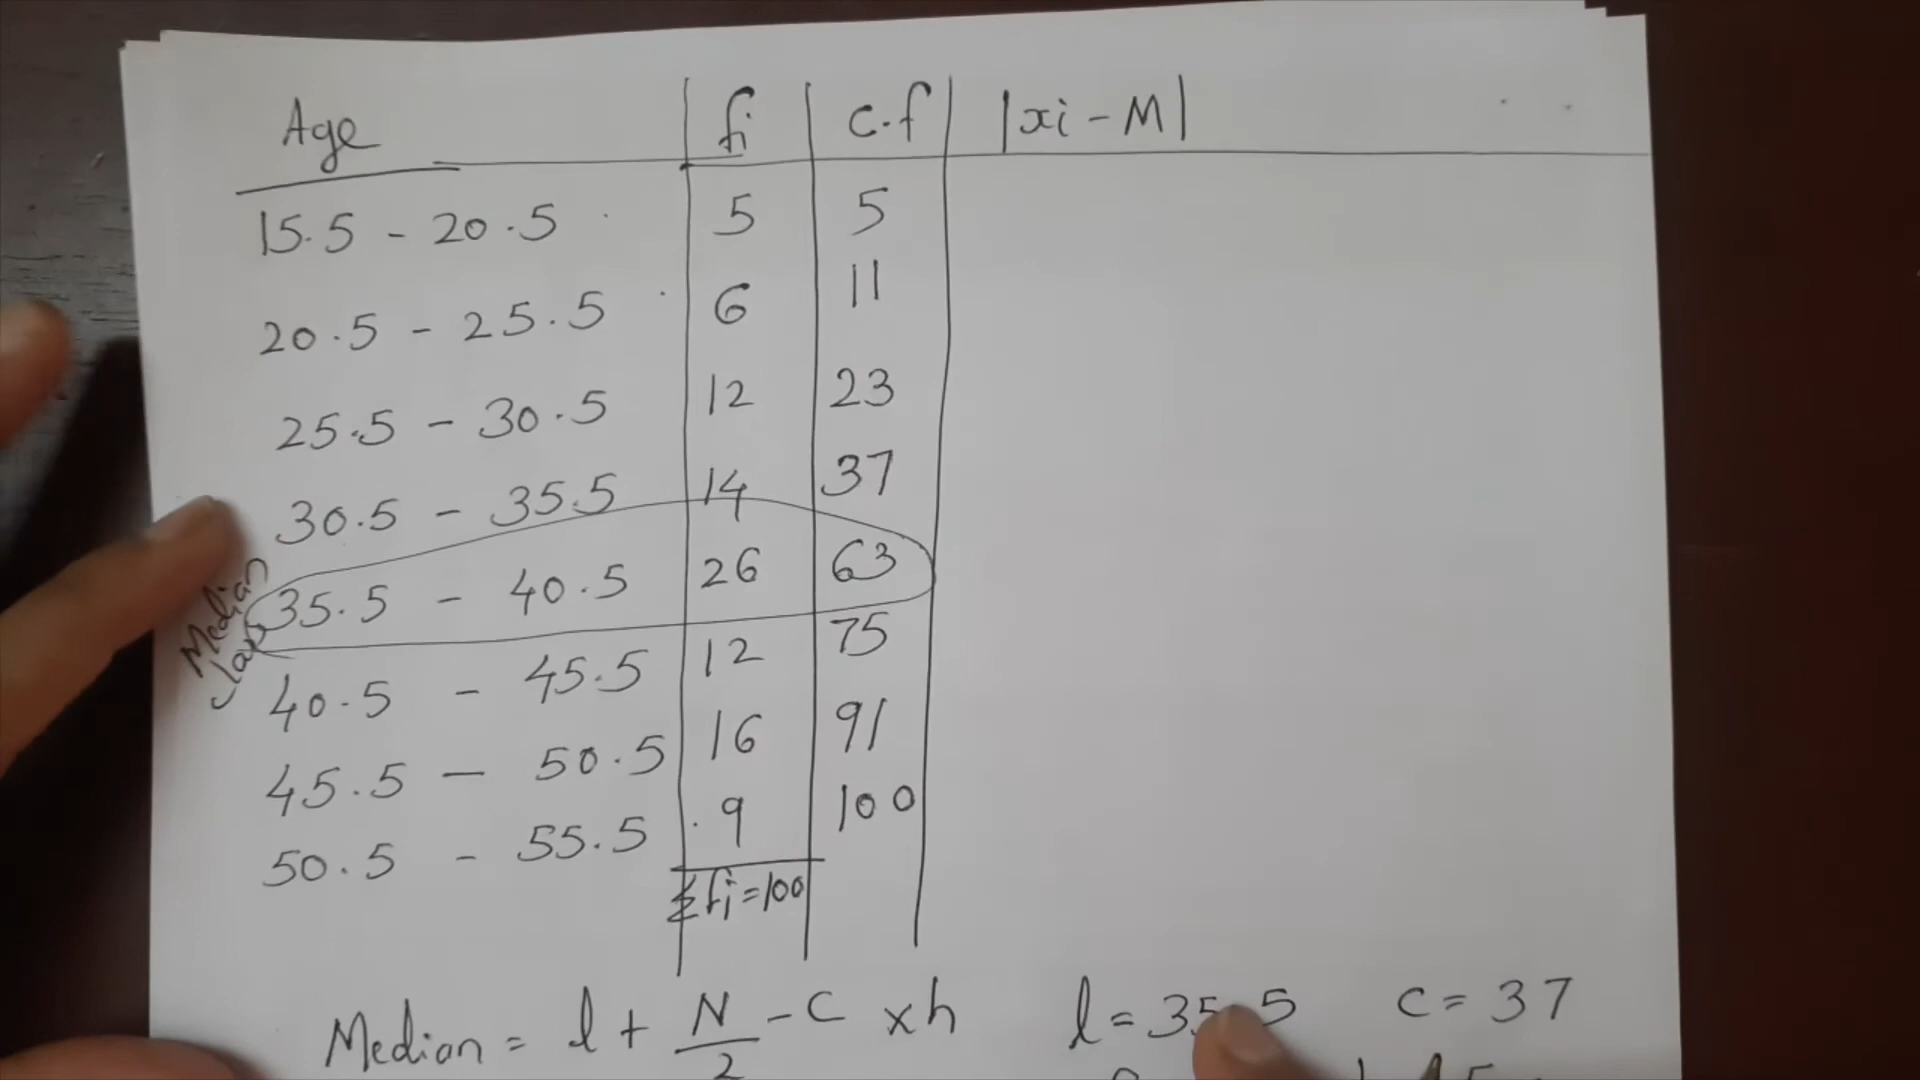 Age fi c.f |xi - M|
15.5 - 20.5 5 5
20.5 - 25.5 6 11
25.5 - 30.5 12 23
30.5 - 35.5 14 37
35.5 - 40.5 26 63
Median
40.5 - 45.5 12 75
45.5 - 50.5 16 91
50.5 - 55.5 9 100
Σfi = 100
Median = l + N/2 - C × h l = 35.5 c = 37